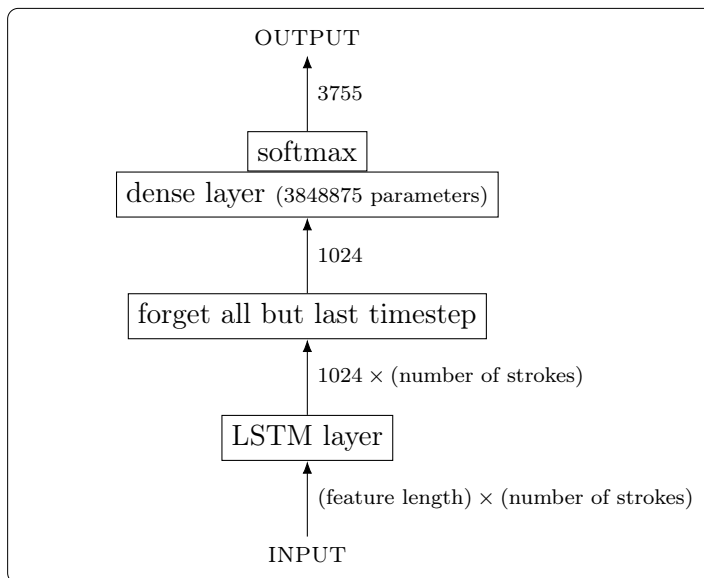 OUTPUT
3755
softmax
dense layer (3848875 parameters)
1024
forget all but last timestep
1024 × (number of strokes)
LSTM layer
(feature length) × (number of strokes)
INPUT